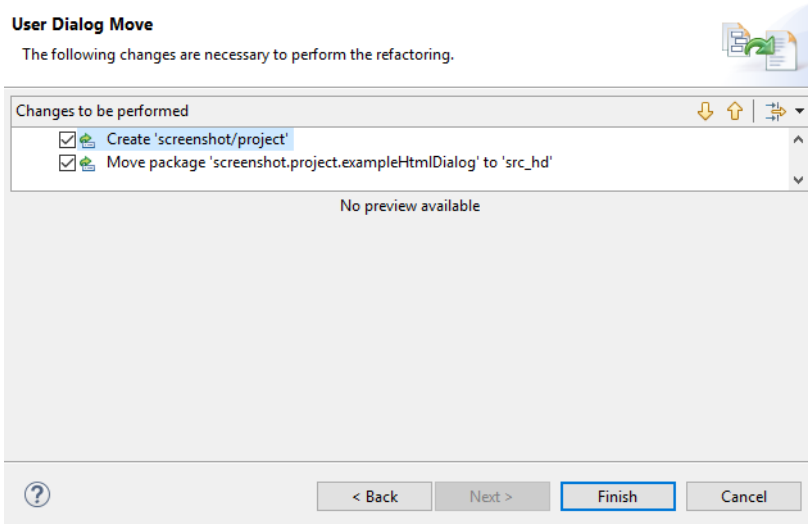 User Dialog Move
The following changes are necessary to perform the refactoring.
Changes to be performed
Create 'screenshot/project'
Move package 'screenshot.project.exampleHtmlDialog' to 'src_hd'
No preview available
?
< Back
Next >
Finish
Cancel